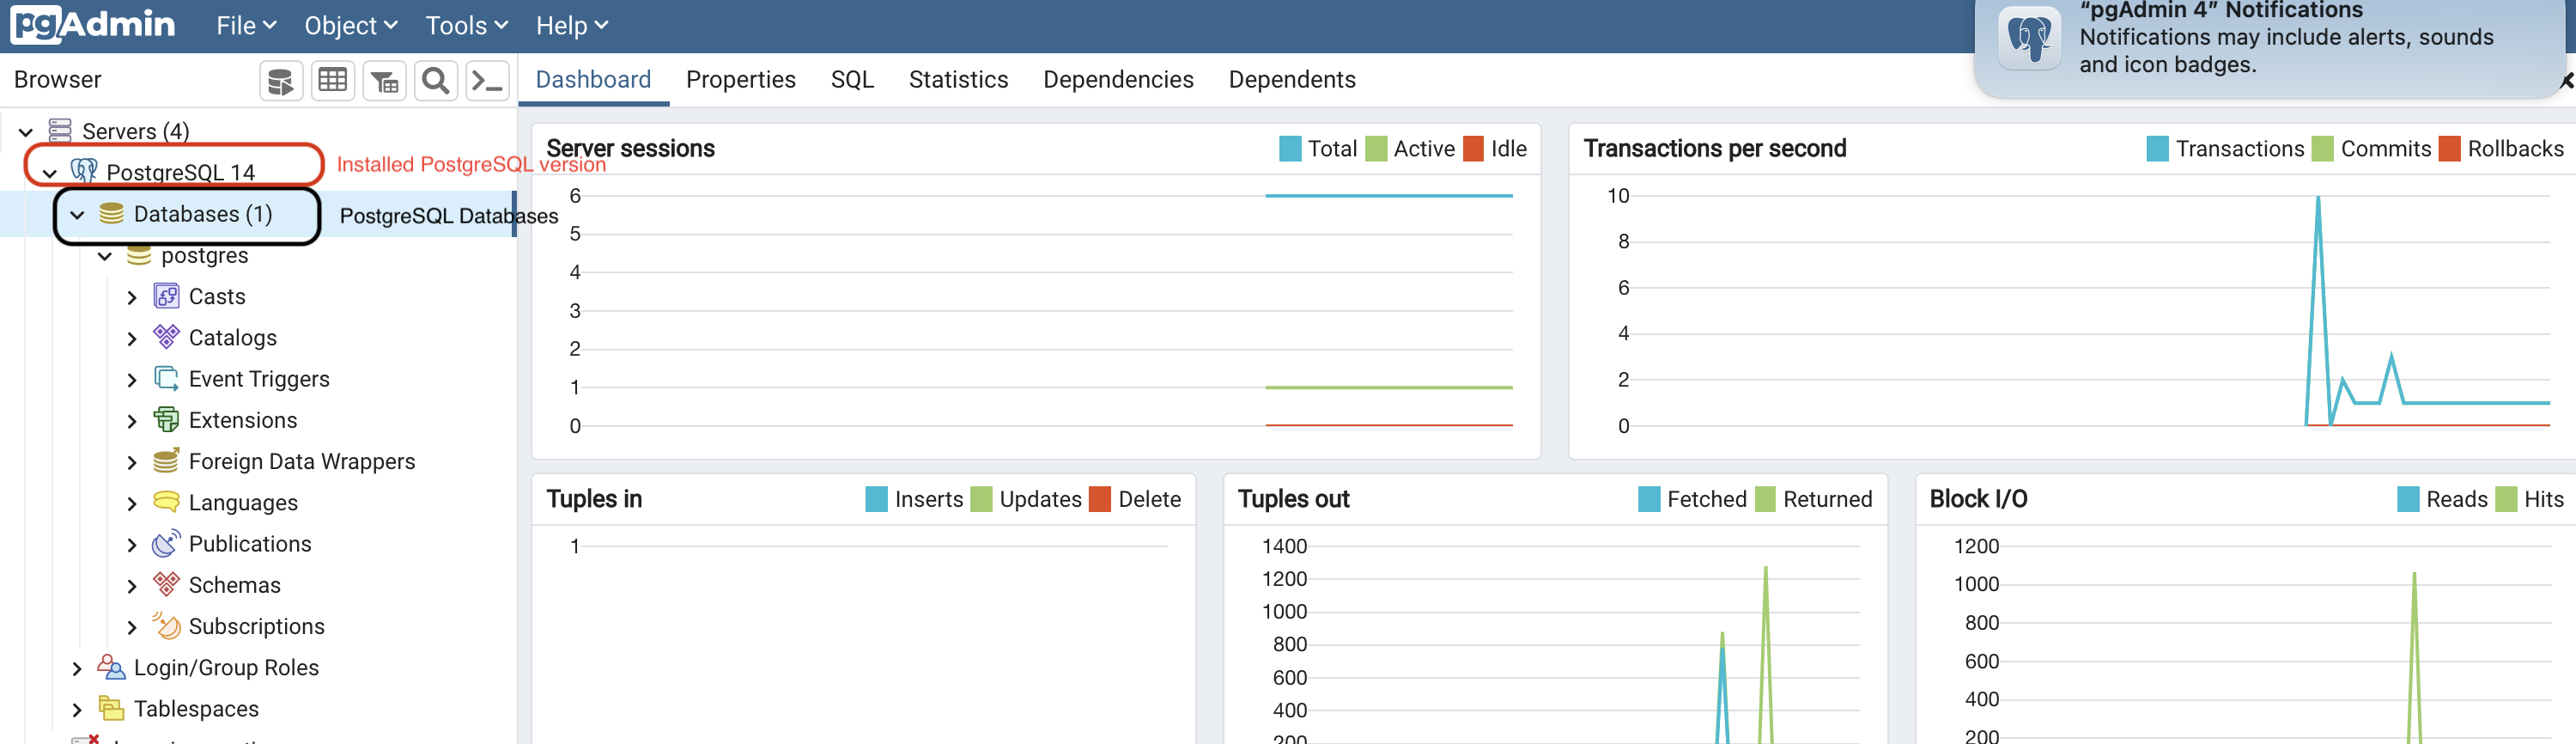 pgAdmin File Object Tools Help
"pgAdmin 4" Notifications
Notifications may include alerts, sounds
and icon badges.
Browser
Dashboard Properties SQL Statistics Dependencies Dependents
Servers (4)
PostgreSQL 14
Installed PostgreSQL version
Databases (1)
PostgreSQL Databases
postgres
Casts
Catalogs
Event Triggers
Extensions
Foreign Data Wrappers
Languages
Publications
Schemas
Subscriptions
Login/Group Roles
Tablespaces
Server sessions Total Active Idle
6
5
4
3
2
1
0
Transactions per second Transactions Commits Rollbacks
10
8
6
4
2
0
Tuples in Inserts Updates Delete
1
Tuples out Fetched Returned
1400
1200
1000
800
600
400
200
Block I/O Reads Hits
1200
1000
800
600
400
200